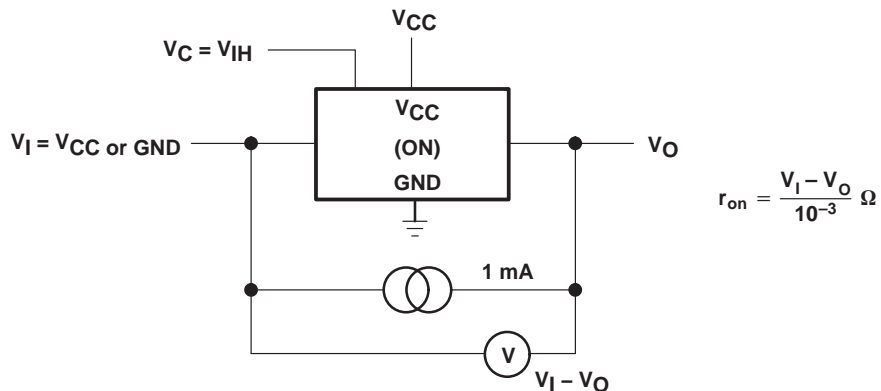 VCC
VC = VIH
VCC
VI = VCC or GND
(ON)
VO
GND
ron = VI – VO / 10–3 Ω
1 mA
V
VI – VO